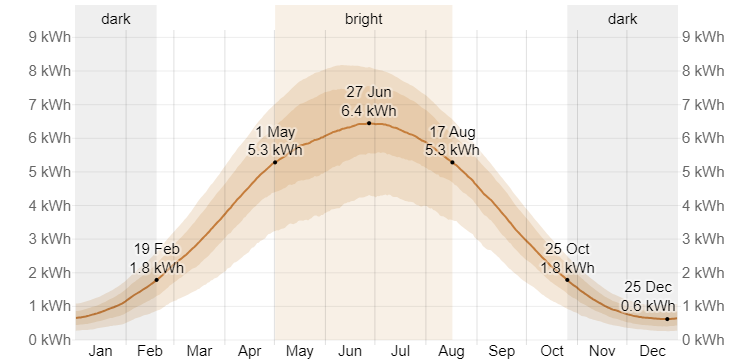 dark bright dark
9 kWh 9 kWh
8 kWh 8 kWh
27 Jun
7 kWh 7 kWh
6.4 kWh
1 May 17 Aug
6 kWh 6 kWh
5.3 kWh 5.3 kWh
5 kWh 5 kWh
4 kWh 4 kWh
3 kWh 3 kWh
19 Feb 25 Oct
1.8 kWh 1.8 kWh
2 kWh 2 kWh
25 Dec
1 kWh 0.6 kWh 1 kWh
0 kWh 0 kWh
Jan Feb Mar Apr May Jun Jul Aug Sep Oct Nov Dec